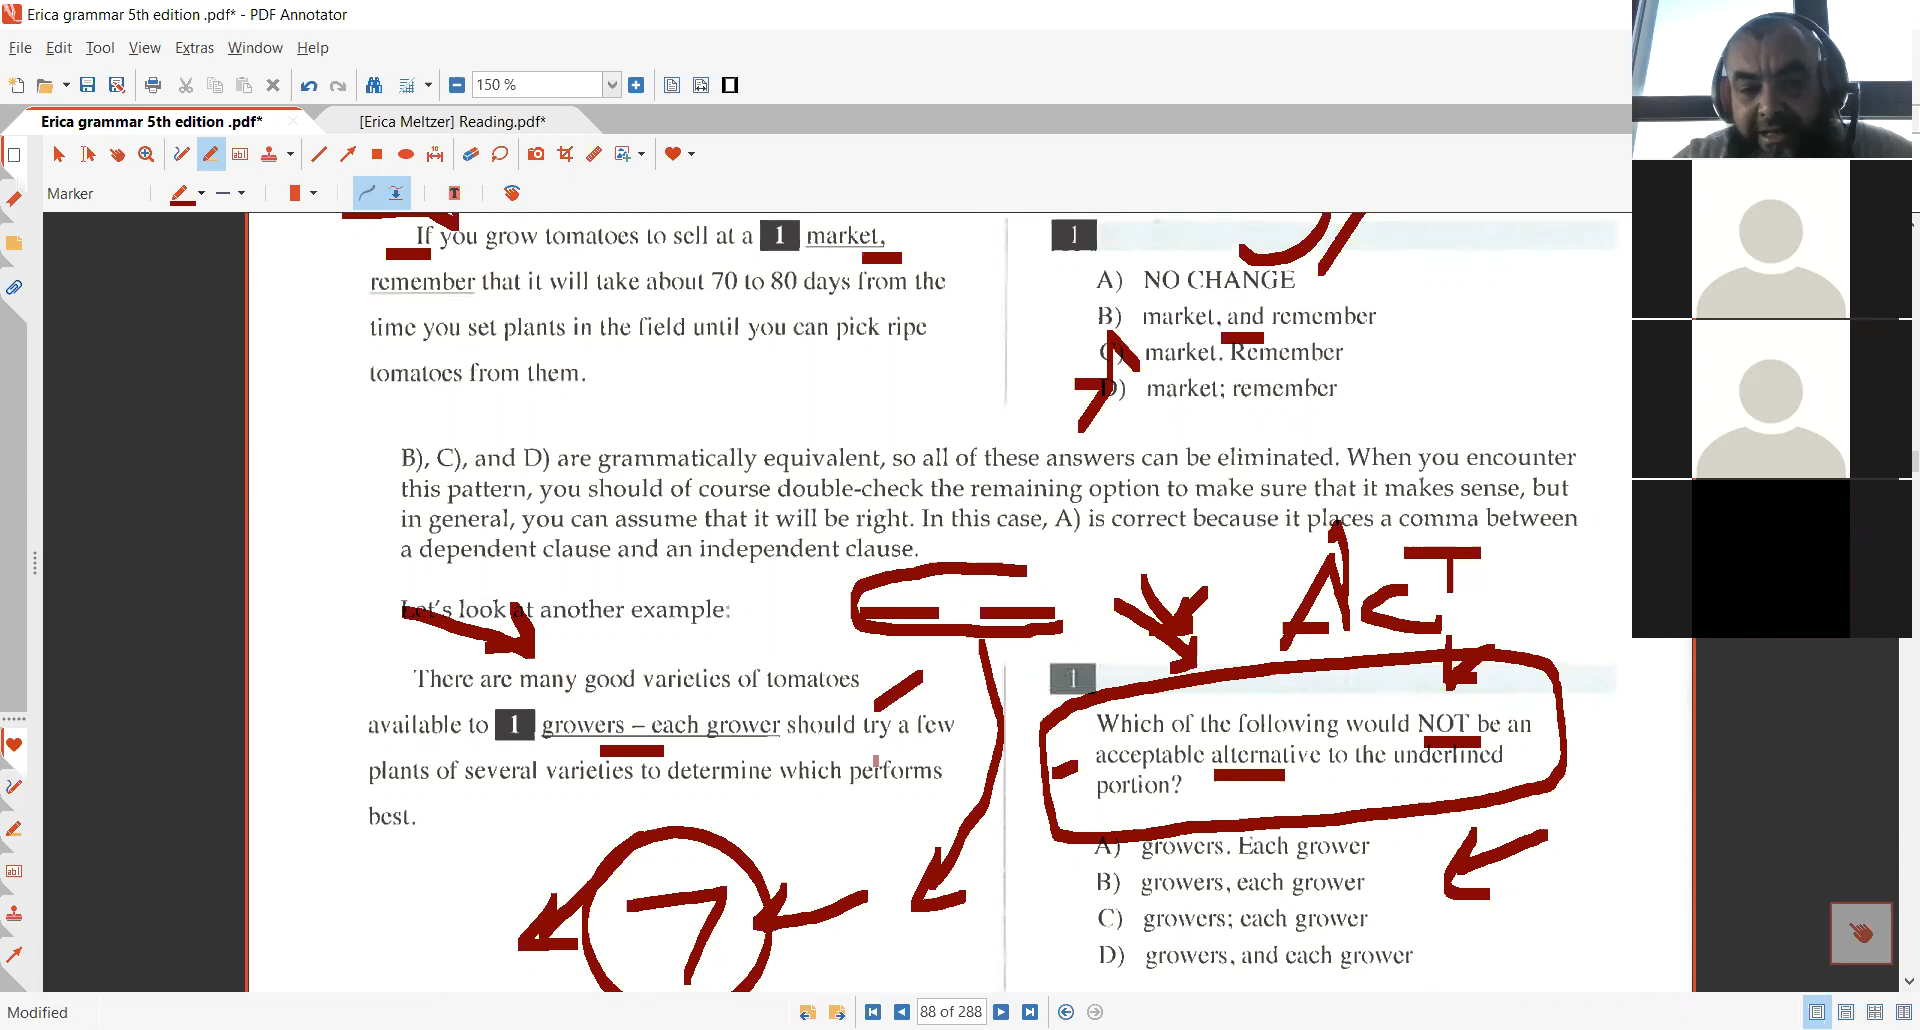 Erica grammar 5th edition .pdf* - PDF Annotator
File Edit Tool View Extras Window Help
150 %
Erica grammar 5th edition .pdf*
[Erica Meltzer] Reading.pdf*
Marker
If you grow tomatoes to sell at a 1 market,
remember that it will take about 70 to 80 days from the
time you set plants in the field until you can pick ripe
tomatoes from them.
1
A) NO CHANGE
B) market, and remember
C) market. Remember
D) market; remember
B), C), and D) are grammatically equivalent, so all of these answers can be eliminated. When you encounter
this pattern, you should of course double-check the remaining option to make sure that it makes sense, but
in general, you can assume that it will be right. In this case, A) is correct because it places a comma between
a dependent clause and an independent clause.
ACT
Let's look at another example:
There are many good varieties of tomatoes
available to 1 growers – each grower should try a few
plants of several varieties to determine which performs
best.
7
1
Which of the following would NOT be an
acceptable alternative to the underlined
portion?
A) growers. Each grower
B) growers, each grower
C) growers; each grower
D) growers, and each grower
Modified
88 of 288